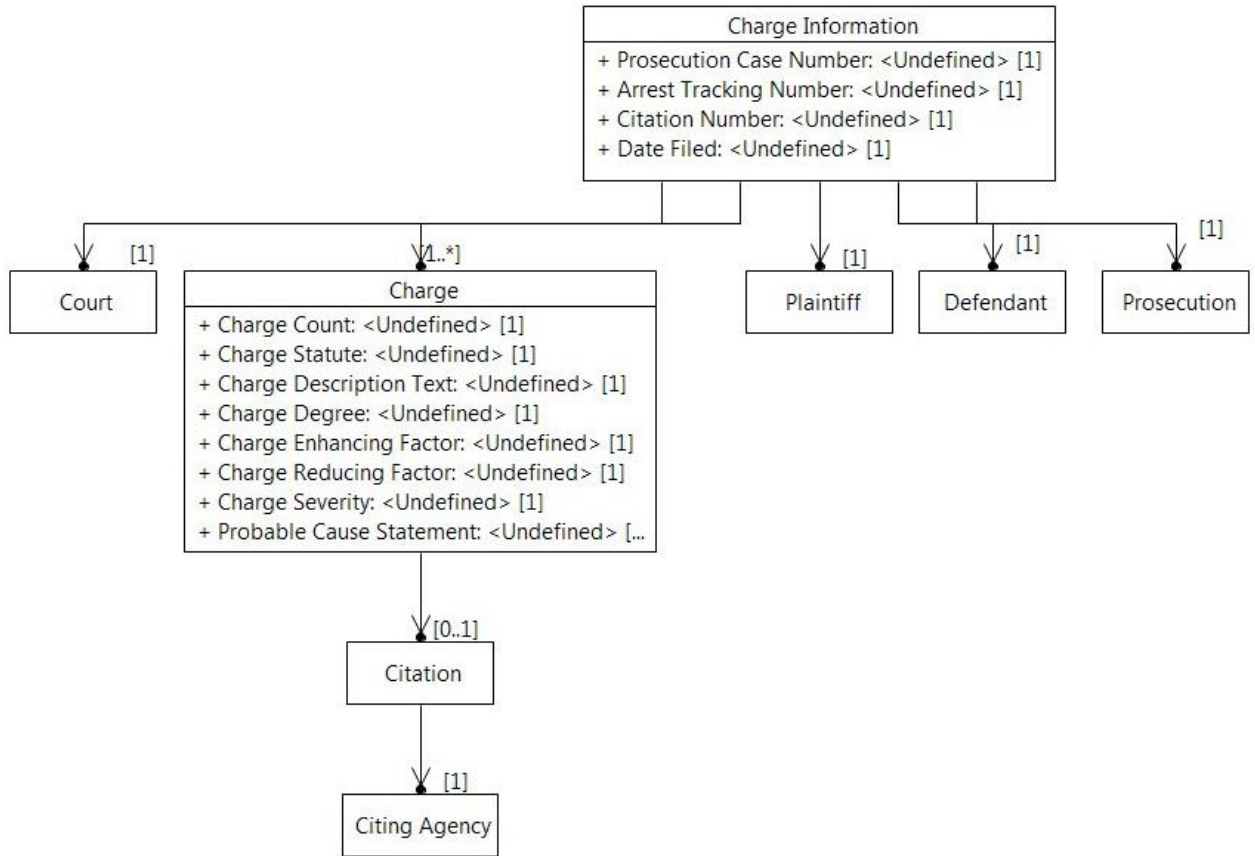 Charge Information
+ Prosecution Case Number: <Undefined> [1]
+ Arrest Tracking Number: <Undefined> [1]
+ Citation Number: <Undefined> [1]
+ Date Filed: <Undefined> [1]
[1]
[1..*]
[1]
[1]
[1]
Court
Charge
Plaintiff
Defendant
Prosecution
+ Charge Count: <Undefined> [1]
+ Charge Statute: <Undefined> [1]
+ Charge Description Text: <Undefined> [1]
+ Charge Degree: <Undefined> [1]
+ Charge Enhancing Factor: <Undefined> [1]
+ Charge Reducing Factor: <Undefined> [1]
+ Charge Severity: <Undefined> [1]
+ Probable Cause Statement: <Undefined> [...
[0..1]
Citation
[1]
Citing Agency